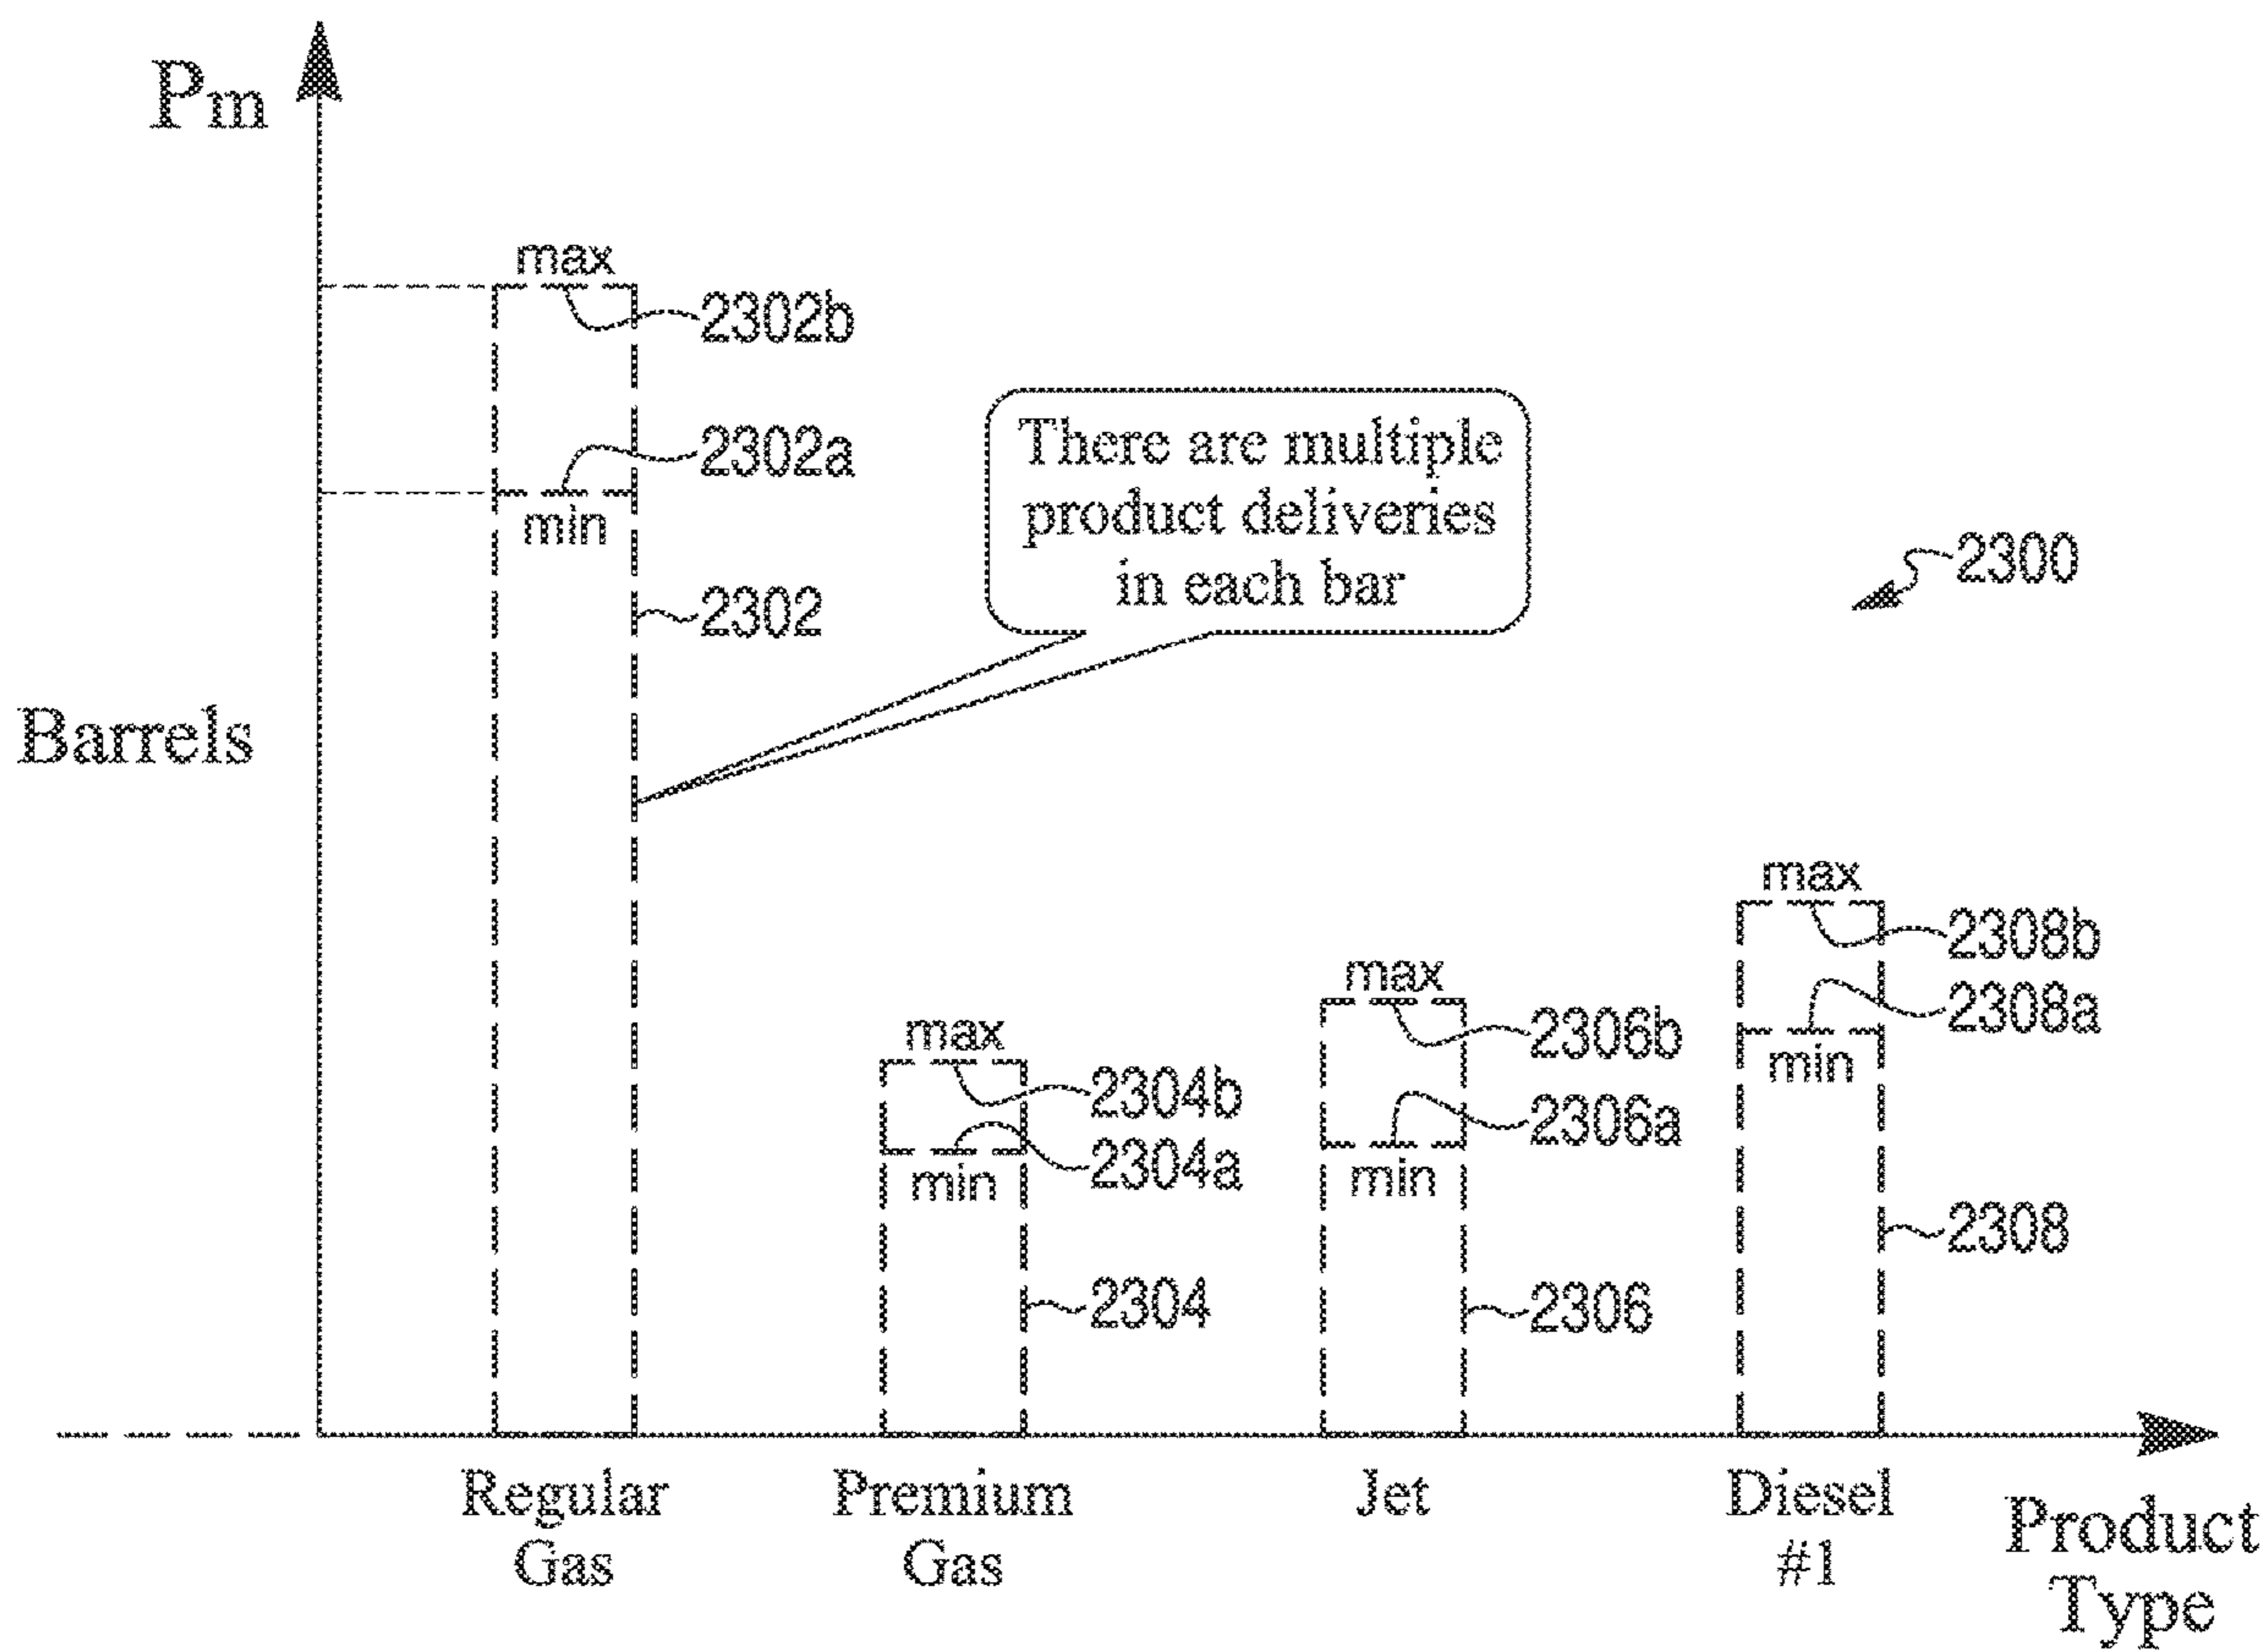 Pm
max
2302b
2302a
min
2302
There are multiple
product deliveries
in each bar
2300
Barrels
max
2308b
2308a
min
2308
max
2306b
2306a
min
2306
max
2304b
2304a
min
2304
Regular
Gas
Premium
Gas
Jet
Diesel
#1
Product
Type